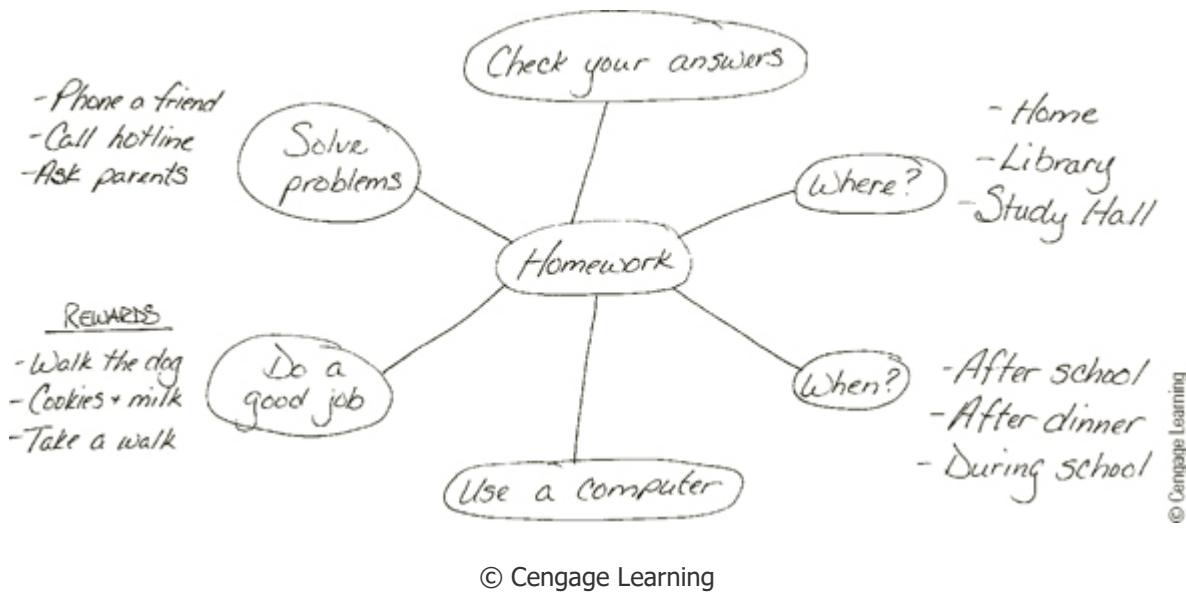 Check your answers
- Phone a friend
- Call hotline
- Ask parents
Solve
problems
Where?
- Home
- Library
- Study Hall
Homework
REWARDS
- Walk the dog
- Cookies + milk
- Take a walk
Do a
good job
When?
- After school
- After dinner
- During school
Use a computer
© Cengage Learning
© Cengage Learning